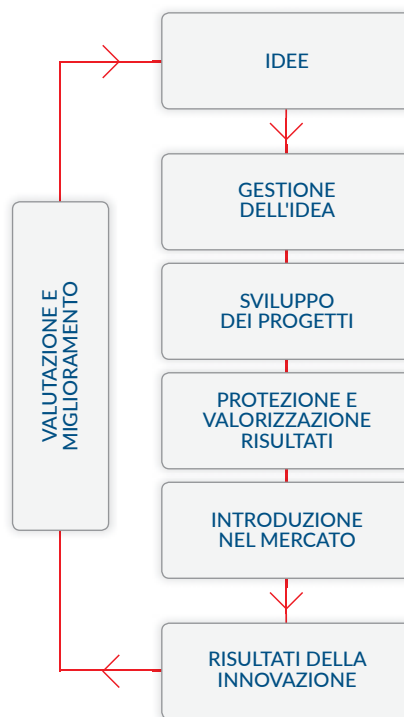 IDEE
GESTIONE
DELL'IDEA
SVILUPPO
DEI PROGETTI
PROTEZIONE E
VALORIZZAZIONE
RISULTATI
INTRODUZIONE
NEL MERCATO
RISULTATI DELLA
INNOVAZIONE
VALUTAZIONE E
MIGLIORAMENTO